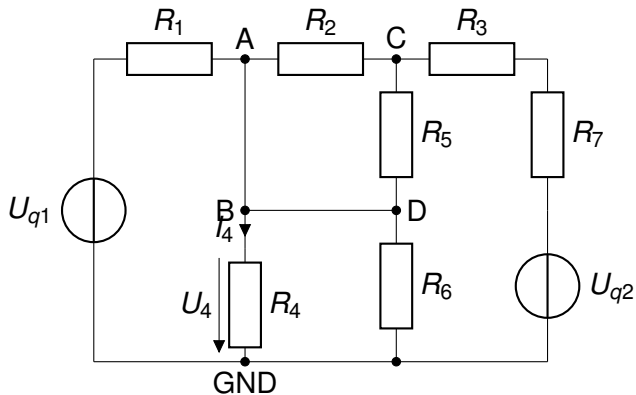 R1 R2 R3
A C
R5 R7
Uq1 B D
I4
U4 R4 R6 Uq2
GND